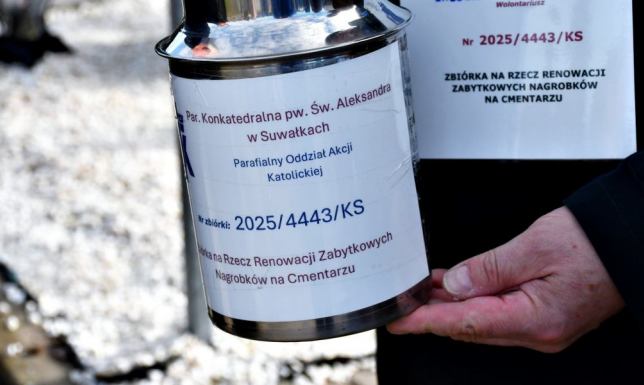 Wolontariusz
Nr 2025/4443/KS
ZBIÓRKA NA RZECZ RENOWACJI
ZABYTKOWYCH NAGROBKÓW
NA CMENTARZU
Par. Konkatedralna pw. Św. Aleksandra
w Suwałkach
Parafialny Oddział Akcji
Katolickiej
Nr zbiórki: 2025/4443/KS
na Rzecz Renowacji Zabytkowych
Nagrobków na Cmentarzu